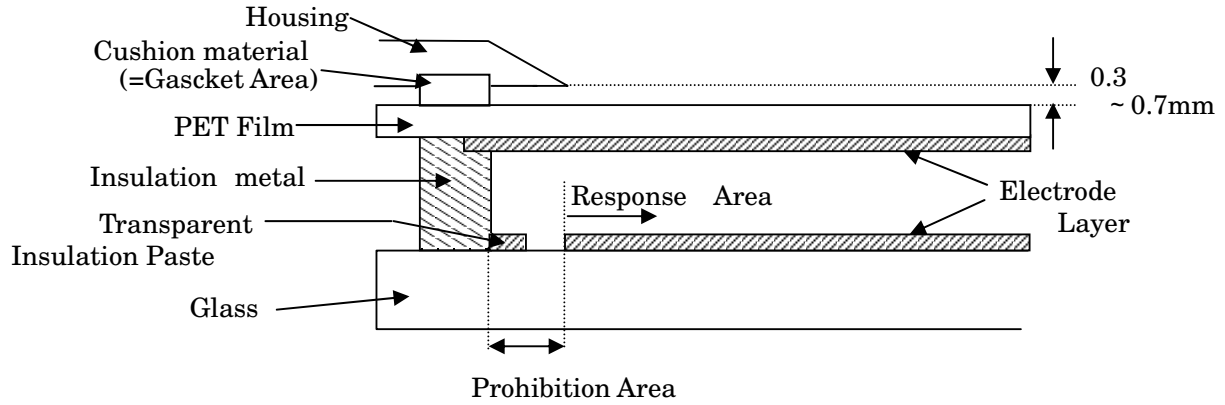 Housing
Cushion material
(=Gascket Area)
0.3
~ 0.7mm
PET Film
Insulation metal
Response Area
Electrode
Layer
Transparent
Insulation Paste
Glass
Prohibition Area